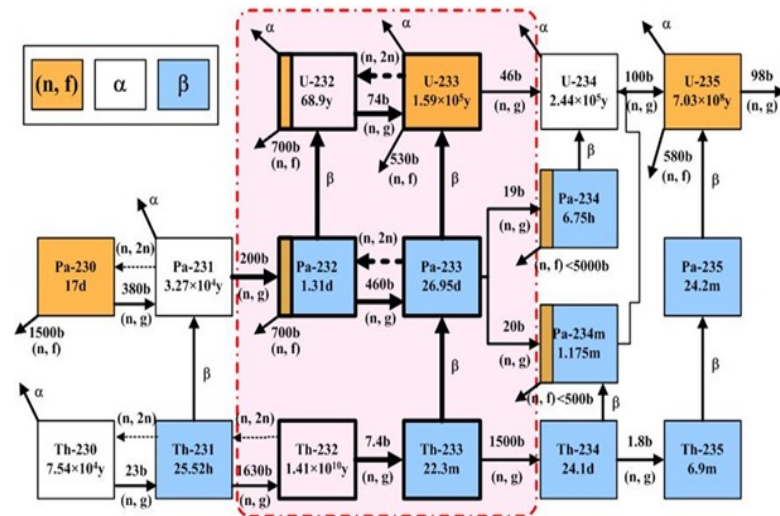 (n, f)
α
β
α
α
α
α
U-232
68.9y
(n, 2n)
74b
(n, g)
U-233
1.59×10⁵y
46b
(n, g)
U-234
2.44×10⁵y
100b
(n, g)
U-235
7.03×10⁸y
98b
(n, g)
700b
(n, f)
530b
(n, f)
580b
(n, f)
β
β
β
β
α
Pa-230
17d
(n, 2n)
380b
(n, g)
1500b
(n, f)
Pa-231
3.27×10⁴y
200b
(n, g)
Pa-232
1.31d
700b
(n, f)
(n, 2n)
460b
(n, g)
Pa-233
26.95d
19b
(n, g)
Pa-234
6.75h
(n, f)<5000b
20b
(n, g)
Pa-234m
1.175m
(n, f)<500b
Pa-235
24.2m
β
β
β
β
α
Th-230
7.54×10⁴y
(n, 2n)
23b
(n, g)
Th-231
25.52h
(n, 2n)
1630b
(n, g)
Th-232
1.41×10¹⁰y
7.4b
(n, g)
Th-233
22.3m
1500b
(n, g)
Th-234
24.1d
1.8b
(n, g)
Th-235
6.9m